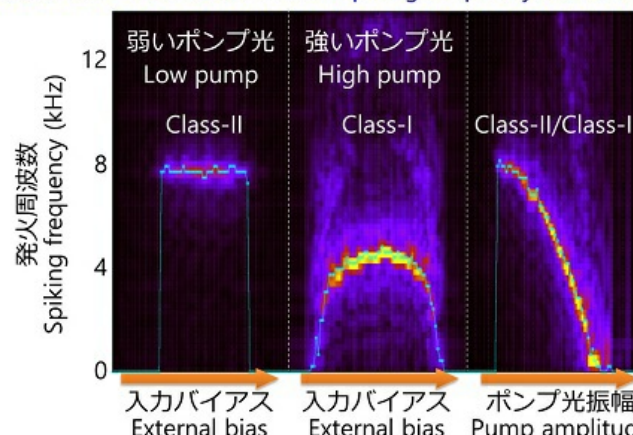 弱いポンプ光
Low pump
強いポンプ光
High pump
Class-II
Class-I
Class-II/Class-I
12
8
4
0
発火周波数
Spiking frequency (kHz)
入力バイアス
External bias
入力バイアス
External bias
ポンプ光振幅
Pump amplitud